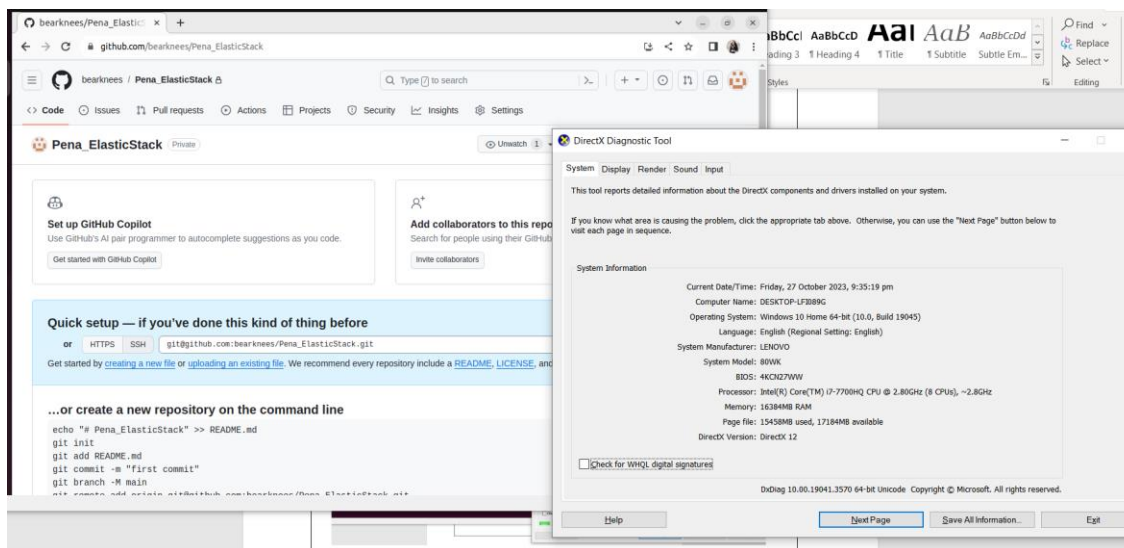 bearknees/Pena_Elastic
github.com/bearknees/Pena_ElasticStack
bearknees / Pena_ElasticStack
Type / to search
Code Issues Pull requests Actions Projects Security Insights Settings
Pena_ElasticStack Private
Unwatch 1
Set up GitHub Copilot
Use GitHub's AI pair programmer to autocomplete suggestions as you code.
Get started with GitHub Copilot
Add collaborators to this repo
Search for people using their GitHub
Invite collaborators
Quick setup — if you've done this kind of thing before
or HTTPS SSH git@github.com:bearknees/Pena_ElasticStack.git
Get started by creating a new file or uploading an existing file. We recommend every repository include a README, LICENSE, and
…or create a new repository on the command line
echo "# Pena_ElasticStack" >> README.md
git init
git add README.md
git commit -m "first commit"
git branch -M main
git remote add origin git@github.com:bearknees/Pena_ElasticStack.git
BbCcI AaBbCcD AaI AaB AaBbCcDd
ading 3 ¶ Heading 4 ¶ Title ¶ Subtitle Subtle Em...
Styles
Find
Replace
Select
Editing
DirectX Diagnostic Tool
System Display Render Sound Input
This tool reports detailed information about the DirectX components and drivers installed on your system.
If you know what area is causing the problem, click the appropriate tab above. Otherwise, you can use the "Next Page" button below to
visit each page in sequence.
System Information
Current Date/Time: Friday, 27 October 2023, 9:35:19 pm
Computer Name: DESKTOP-LFIB89G
Operating System: Windows 10 Home 64-bit (10.0, Build 19045)
Language: English (Regional Setting: English)
System Manufacturer: LENOVO
System Model: 80WK
BIOS: 4KCN27WW
Processor: Intel(R) Core(TM) i7-7700HQ CPU @ 2.80GHz (8 CPUs), ~2.8GHz
Memory: 16384MB RAM
Page file: 15458MB used, 17184MB available
DirectX Version: DirectX 12
Check for WHQL digital signatures
DxDiag 10.00.19041.3570 64-bit Unicode Copyright © Microsoft. All rights reserved.
Help Next Page Save All Information... Exit